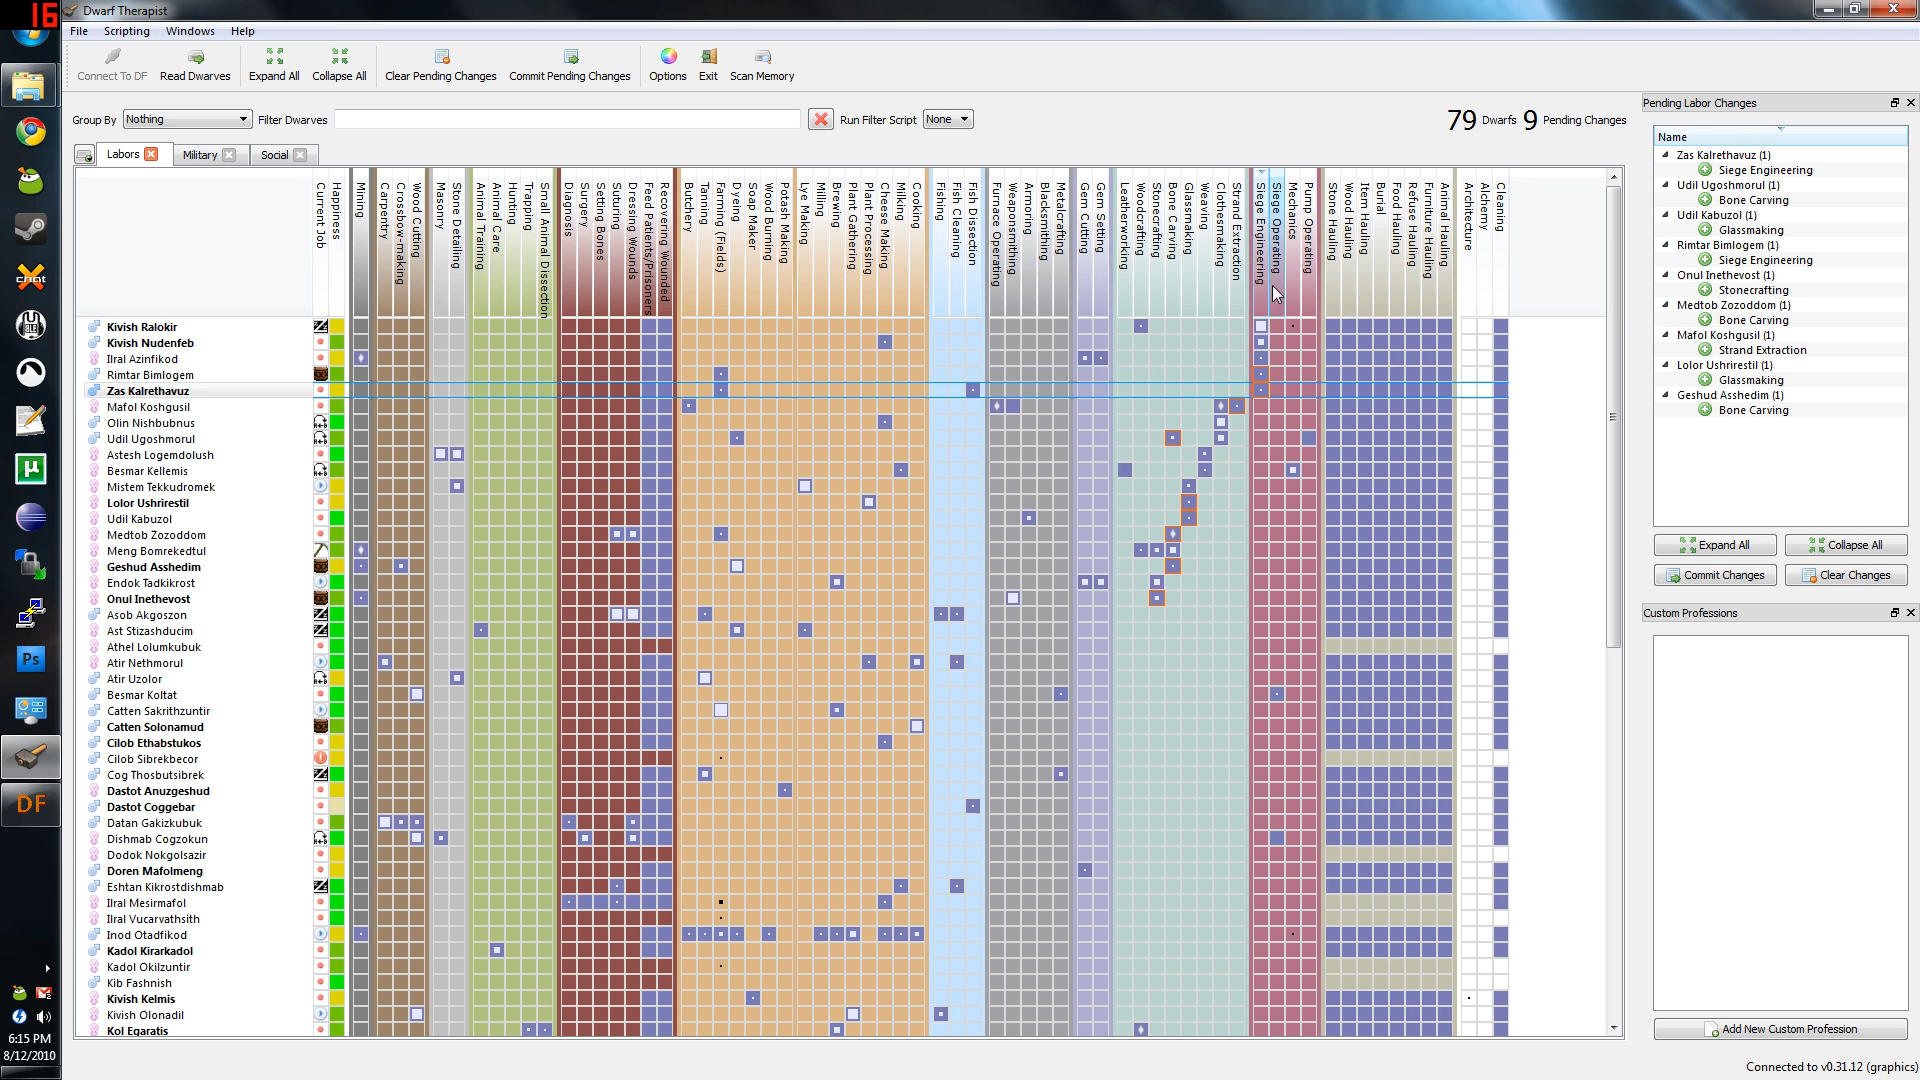 16
Dwarf Therapist
File Scripting Windows Help
Connect To DF Read Dwarves Expand All Collapse All Clear Pending Changes Commit Pending Changes Options Exit Scan Memory
Group By Nothing Filter Dwarves Run Filter Script None 79 Dwarfs 9 Pending Changes
Labors Military Social
Current Job
Happiness
Mining
Carpentry
Crossbow-making
Wood Cutting
Masonry
Stone Detailing
Animal Training
Animal Care
Hunting
Trapping
Small Animal Dissection
Diagnosis
Surgery
Setting Bones
Suturing
Dressing Wounds
Feed Patients/Prisoners
Recovering Wounded
Butchery
Tanning
Farming (Fields)
Dyeing
Soap Maker
Wood Burning
Potash Making
Lye Making
Milling
Brewing
Plant Gathering
Plant Processing
Cheese Making
Milking
Cooking
Fishing
Fish Cleaning
Fish Dissection
Furnace Operating
Weaponsmithing
Armoring
Blacksmithing
Metalcrafting
Gem Cutting
Gem Setting
Leatherworking
Woodcrafting
Stonecrafting
Bone Carving
Glassmaking
Weaving
Clothesmaking
Strand Extraction
Siege Engineering
Siege Operating
Mechanics
Pump Operating
Stone Hauling
Wood Hauling
Item Hauling
Burial
Food Hauling
Refuse Hauling
Furniture Hauling
Animal Hauling
Architecture
Alchemy
Cleaning
Kivish Ralokir
Kivish Nudenfeb
Ilral Azinfikod
Rimtar Bimlogem
Zas Kalrethavuz
Mafol Koshgusil
Olin Nishbubnus
Udil Ugoshmorul
Astesh Logemdolush
Besmar Kellemis
Mistem Tekkudromek
Lolor Ushrirestil
Udil Kabuzol
Medtob Zozoddom
Meng Bomrekedtul
Geshud Asshedim
Endok Tadkikrost
Onul Inethevost
Asob Akgoszon
Ast Stizashducim
Athel Lolumkubuk
Atir Nethmorul
Atir Uzolor
Besmar Koltat
Catten Sakrithzuntir
Catten Solonamud
Cilob Ethabstukos
Cilob Sibrekbecor
Cog Thosbutsibrek
Dastot Anuzgeshud
Dastot Coggebar
Datan Gakizkubuk
Dishmab Cogzokun
Dodok Nokgolsazir
Doren Mafolmeng
Eshtan Kikrostdishmab
Ilral Mesirmafol
Ilral Vucarvathsith
Inod Otadfikod
Kadol Kirarkadol
Kadol Okilzuntir
Kib Fashnish
Kivish Kelmis
Kivish Olonadil
Kol Egaratis
Pending Labor Changes
Name
Zas Kalrethavuz (1)
Siege Engineering
Udil Ugoshmorul (1)
Bone Carving
Udil Kabuzol (1)
Glassmaking
Rimtar Bimlogem (1)
Siege Engineering
Onul Inethevost (1)
Stonecrafting
Medtob Zozoddom (1)
Bone Carving
Mafol Koshgusil (1)
Strand Extraction
Lolor Ushrirestil (1)
Glassmaking
Geshud Asshedim (1)
Bone Carving
Expand All Collapse All
Commit Changes Clear Changes
Custom Professions
Add New Custom Profession
Connected to v0.31.12 (graphics)
µ
Ps
DF
6:15 PM
8/12/2010